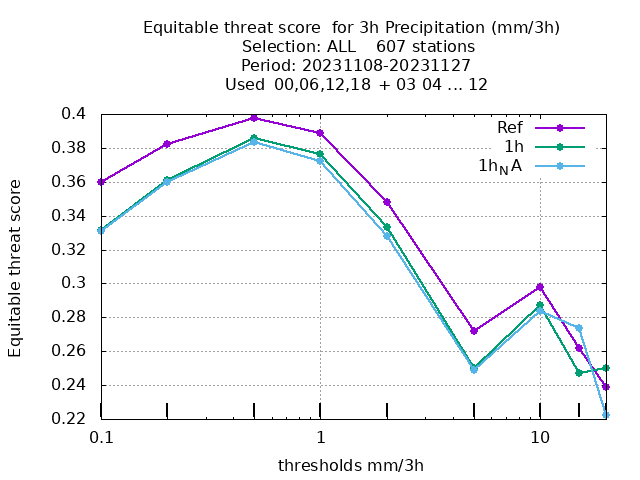 Equitable threat score  for 3h Precipitation (mm/3h)
Selection: ALL    607 stations
Period: 20231108-20231127
Used  00,06,12,18  + 03 04 ... 12
Ref
1h
1h_NA
0.4
0.38
0.36
0.34
0.32
0.3
0.28
0.26
0.24
0.22
Equitable threat score
0.1
1
10
thresholds mm/3h